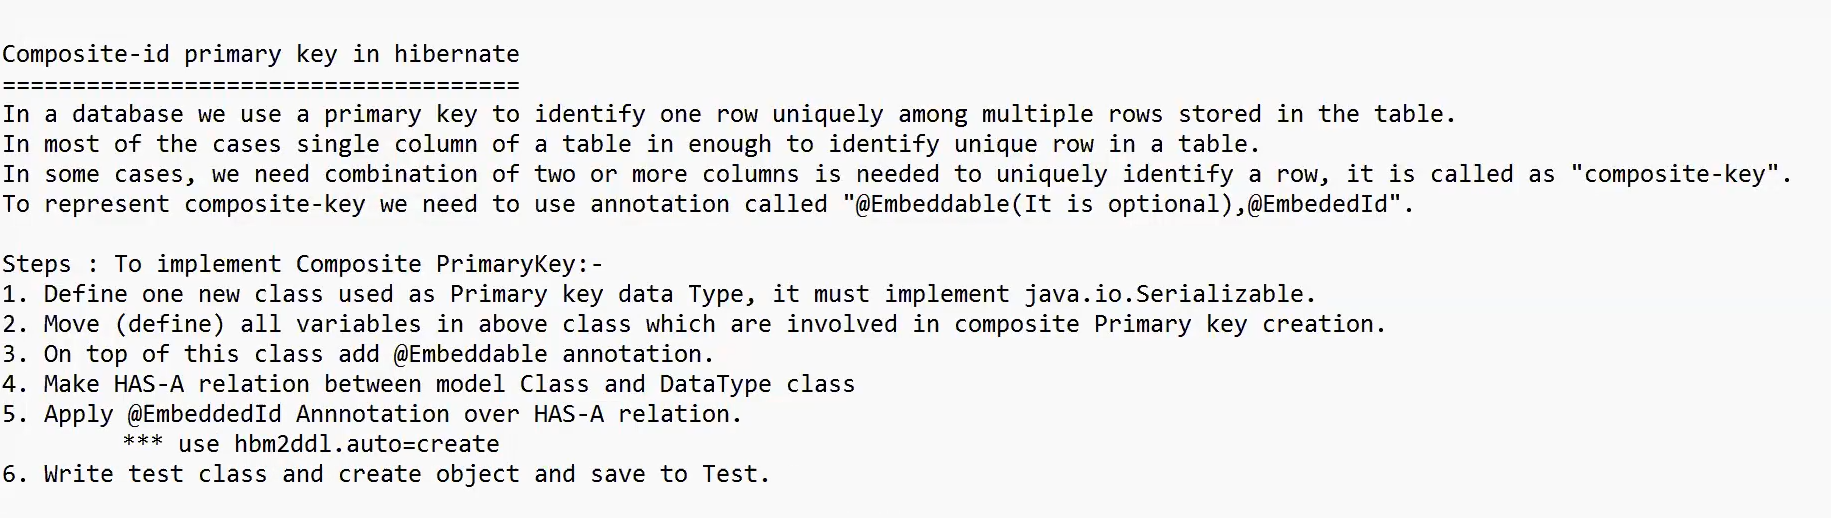 Composite-id primary key in hibernate
=====================================
In a database we use a primary key to identify one row uniquely among multiple rows stored in the table.
In most of the cases single column of a table in enough to identify unique row in a table.
In some cases, we need combination of two or more columns is needed to uniquely identify a row, it is called as "composite-key".
To represent composite-key we need to use annotation called "@Embeddable(It is optional),@EmbededId".
Steps : To implement Composite PrimaryKey:-
1. Define one new class used as Primary key data Type, it must implement java.io.Serializable.
2. Move (define) all variables in above class which are involved in composite Primary key creation.
3. On top of this class add @Embeddable annotation.
4. Make HAS-A relation between model Class and DataType class
5. Apply @EmbeddedId Annnotation over HAS-A relation.
*** use hbm2ddl.auto=create
6. Write test class and create object and save to Test.